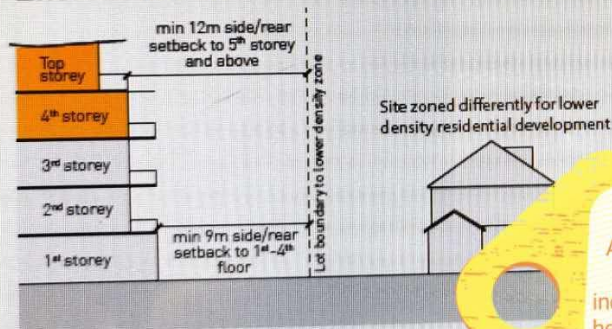 min 12m side/rear
setback to 5th storey
and above
Top
storey
4th storey
3rd storey
2nd storey
1st storey
min 9m side/rear
setback to 1st-4th
floor
Lot boundary to lower density zone
Site zoned differently for lower
density residential development